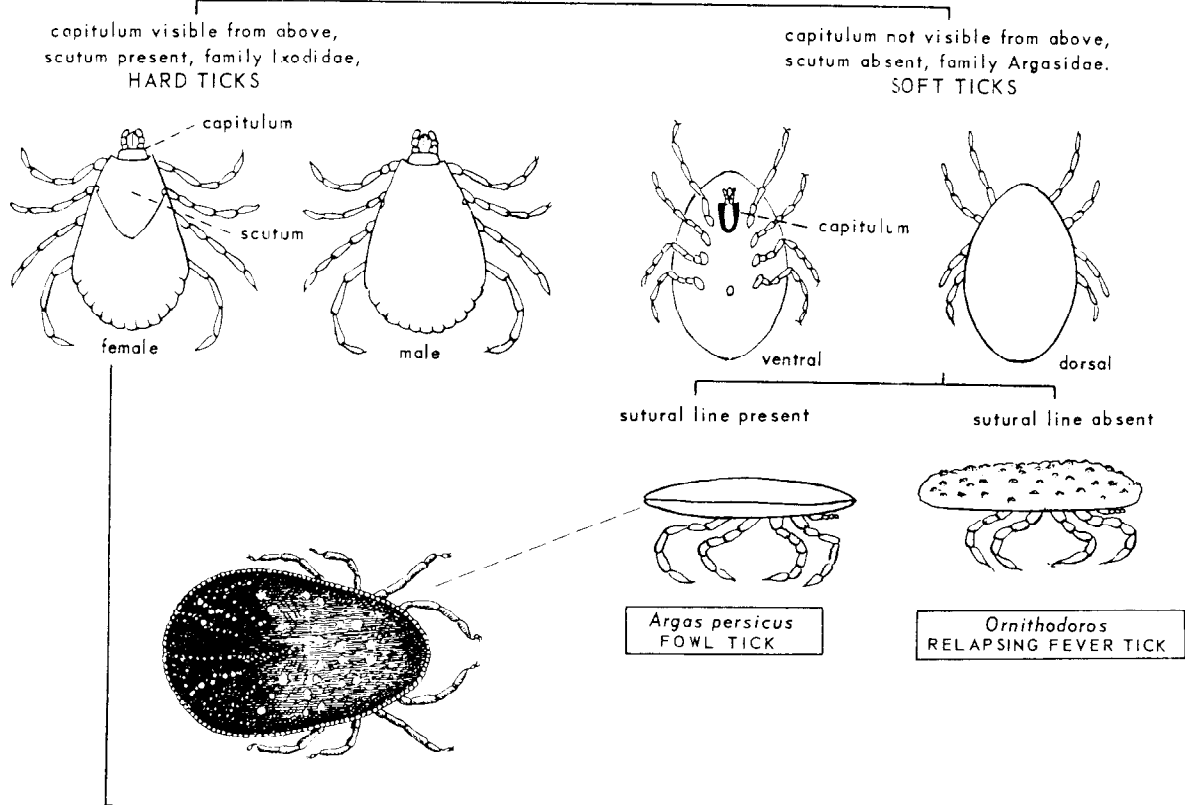 capitulum visible from above,
scutum present, family Ixodidae,
HARD TICKS
capitulum not visible from above,
scutum absent, family Argasidae.
SOFT TICKS
capitulum
scutum
female
male
capitulum
ventral
dorsal
sutural line present
sutural line absent
Argas persicus
FOWL TICK
Ornithodoros
RELAPSING FEVER TICK